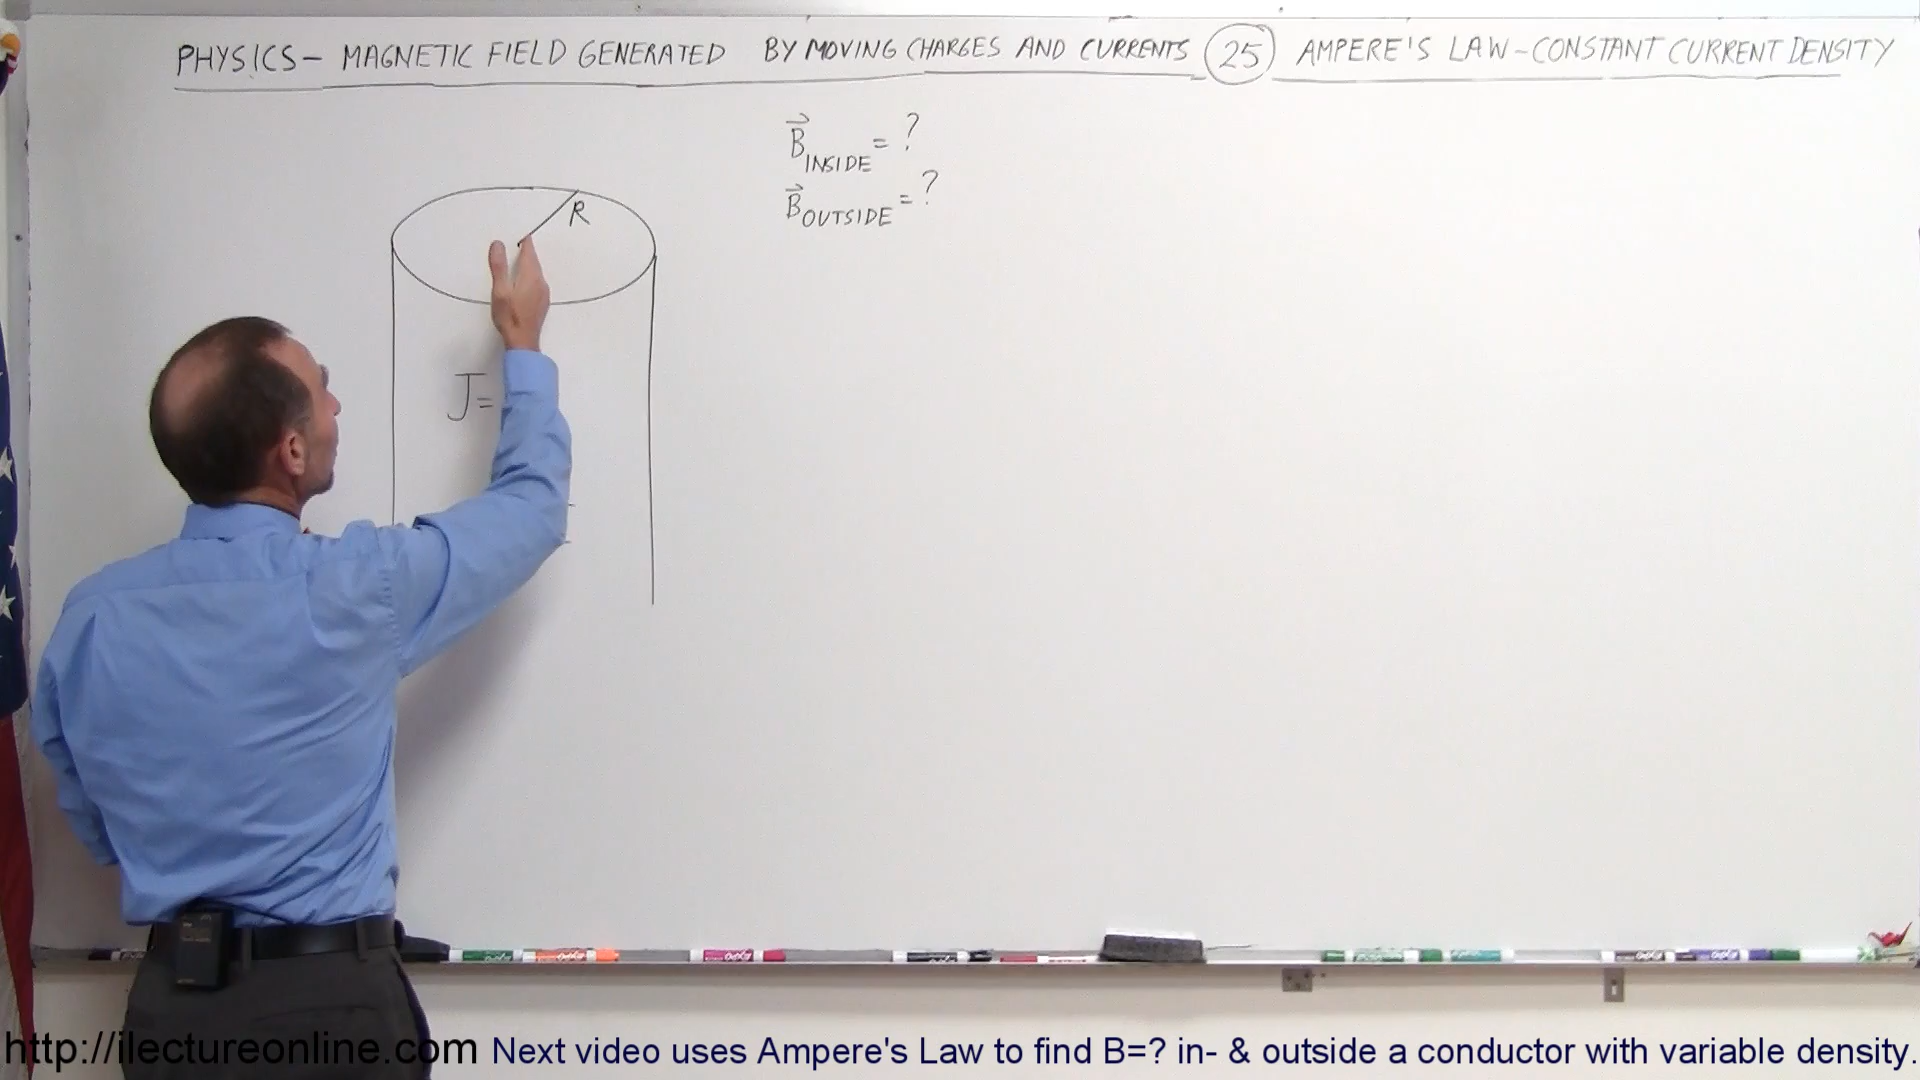 PHYSICS- MAGNETIC FIELD GENERATED BY MOVING CHARGES AND CURRENTS 25 AMPERE'S LAW-CONSTANT CURRENT DENSITY
B INSIDE = ?
B OUTSIDE = ?
R
J=
http://ilectureonline.com Next video uses Ampere's Law to find B=? in- & outside a conductor with variable density.